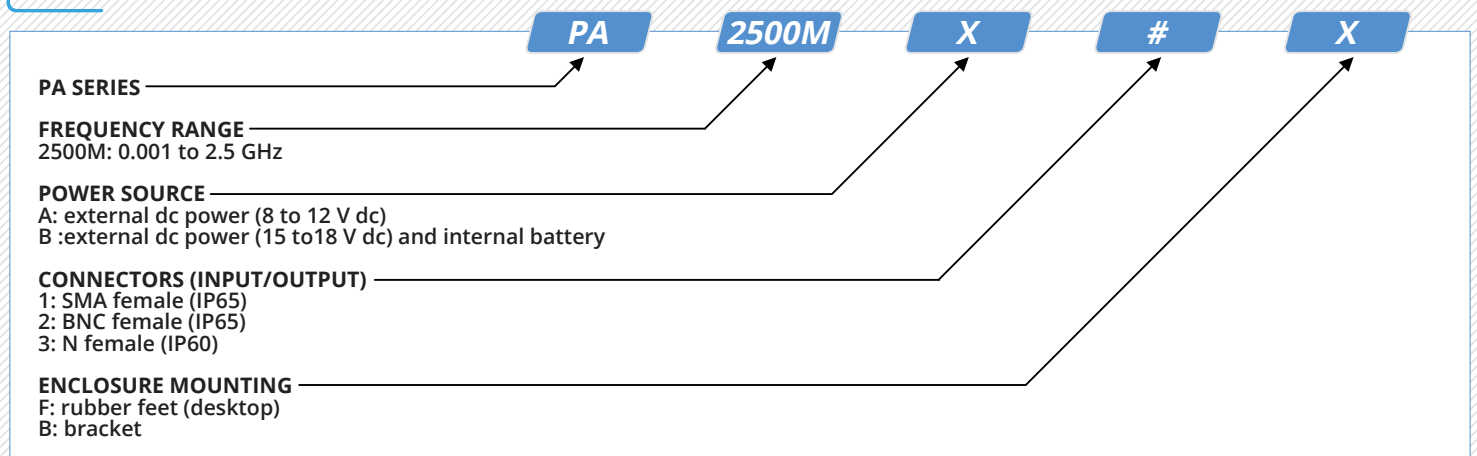 PA 2500M X # X
PA SERIES
FREQUENCY RANGE
2500M: 0.001 to 2.5 GHz
POWER SOURCE
A: external dc power (8 to 12 V dc)
B :external dc power (15 to18 V dc) and internal battery
CONNECTORS (INPUT/OUTPUT)
1: SMA female (IP65)
2: BNC female (IP65)
3: N female (IP60)
ENCLOSURE MOUNTING
F: rubber feet (desktop)
B: bracket